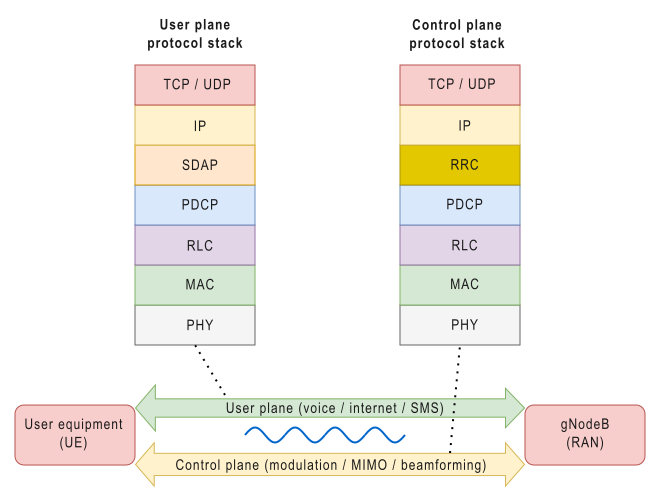 User plane
protocol stack
TCP / UDP
IP
SDAP
PDCP
RLC
MAC
PHY
Control plane
protocol stack
TCP / UDP
IP
RRC
PDCP
RLC
MAC
PHY
User equipment
(UE)
User plane (voice / internet / SMS)
Control plane (modulation / MIMO / beamforming)
gNodeB
(RAN)